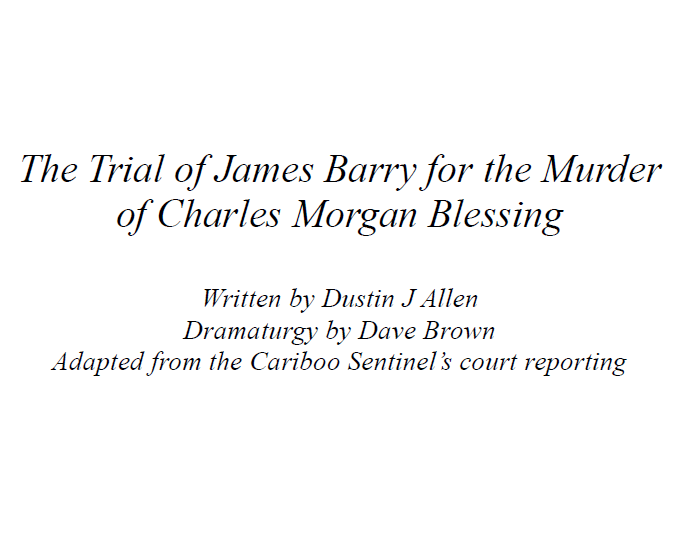 The Trial of James Barry for the Murder
of Charles Morgan Blessing
Written by Dustin J Allen
Dramaturgy by Dave Brown
Adapted from the Cariboo Sentinel’s court reporting